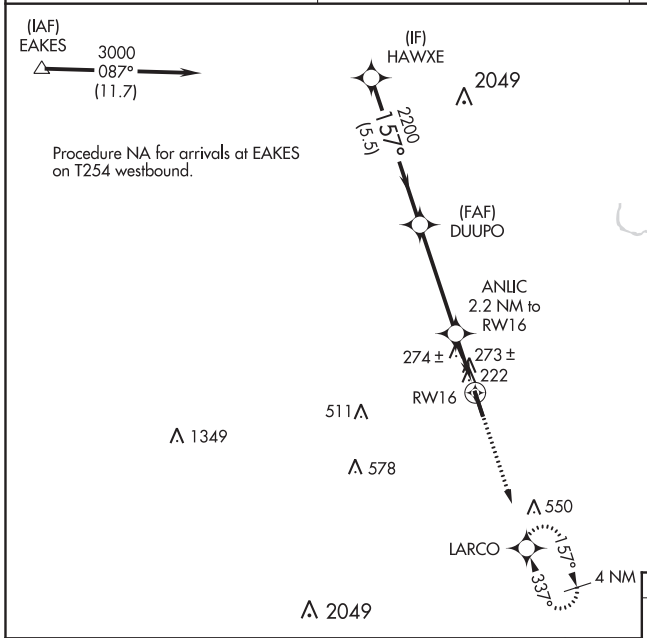 (IAF)
EAKES
3000
087°
(11.7)
(IF)
HAWXE
2049
2200
157°
(5.5)
Procedure NA for arrivals at EAKES
on T254 westbound.
(FAF)
DUUPO
ANLIC
2.2 NM to
RW16
274 ±
273 ±
222
RW16
511
1349
578
550
LARCO
157°
337°
4 NM
2049